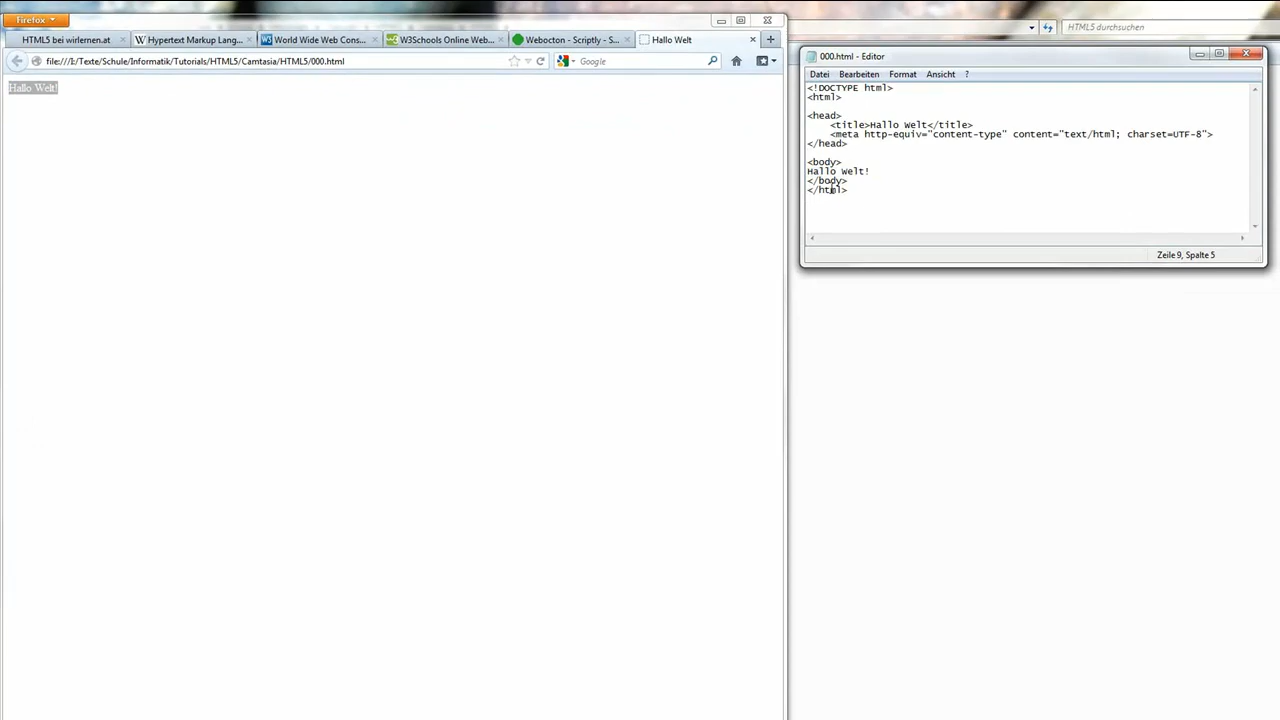 Firefox
HTML5 bei wirlernen.at
Hypertext Markup Lang...
World Wide Web Cons...
W3Schools Online Web...
Webocton - Scriptly - S...
Hallo Welt
file:///I:/Texte/Schule/Informatik/Tutorials/HTML5/Camtasia/HTML5/000.html
Google
Hallo Welt!
HTML5 durchsuchen
000.html - Editor
Datei Bearbeiten Format Ansicht ?
<!DOCTYPE html>
<html>
<head>
<title>Hallo Welt</title>
<meta http-equiv="content-type" content="text/html; charset=UTF-8">
</head>
<body>
Hallo Welt!
</body>
</html>
Zeile 9, Spalte 5